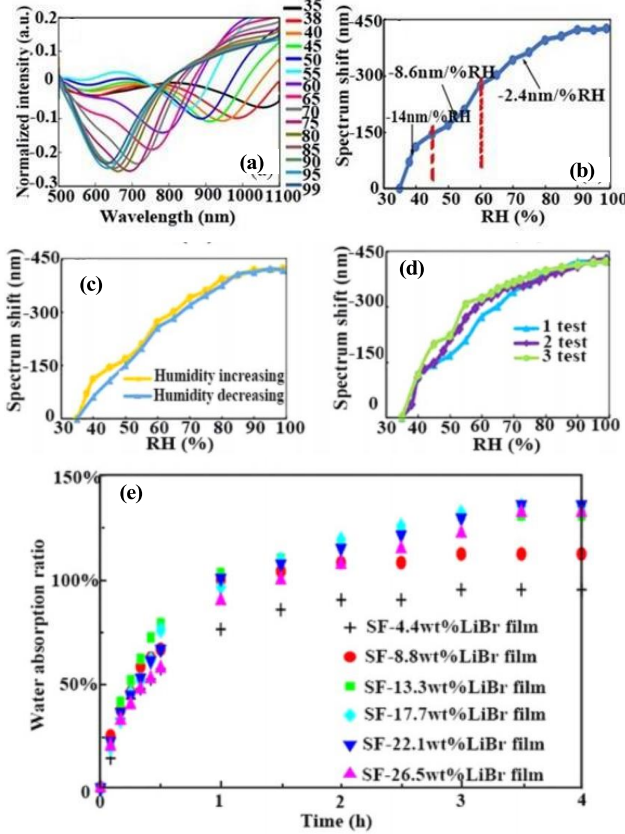 Normalized intensity (a.u.)
0.2
0.1
0
-0.1
-0.2
-0.3
500
600
700
800
900
1000
1100
Wavelength (nm)
(a)
35
38
40
45
50
55
60
65
70
75
80
85
90
95
99
Spectrum shift (nm)
-450
-300
-150
0
-14nm/%RH
-8.6nm/%RH
-2.4nm/%RH
(b)
30
40
50
60
70
80
90
100
RH (%)
Spectrum shift (nm)
-450
-300
-150
0
(c)
Humidity increasing
Humidity decreasing
30
40
50
60
70
80
90
100
RH (%)
Spectrum shift (nm)
-450
-300
-150
0
(d)
1 test
2 test
3 test
30
40
50
60
70
80
90
100
RH (%)
Water absorption ratio
150%
100%
50%
0
(e)
SF-4.4wt%LiBr film
SF-8.8wt%LiBr film
SF-13.3wt%LiBr film
SF-17.7wt%LiBr film
SF-22.1wt%LiBr film
SF-26.5wt%LiBr film
0
1
2
3
4
Time (h)